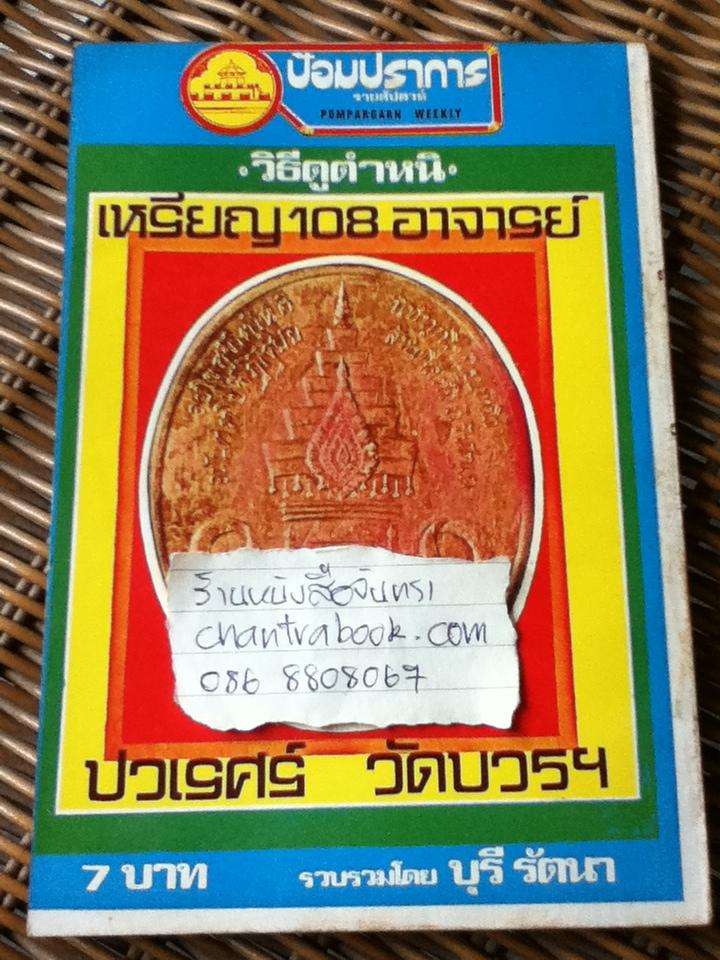 ป้อมปราการ
รายสัปดาห์
POMPARGARN WEEKLY
•วิธีดูตำหนิ•
เหรียญ108 อาจารย์
ร้านหนังสือจันทรา
chantrabook.com
086 8808067
ปวเรศร์ วัดบวรฯ
7 บาท รวบรวมโดย บุรี รัตนา